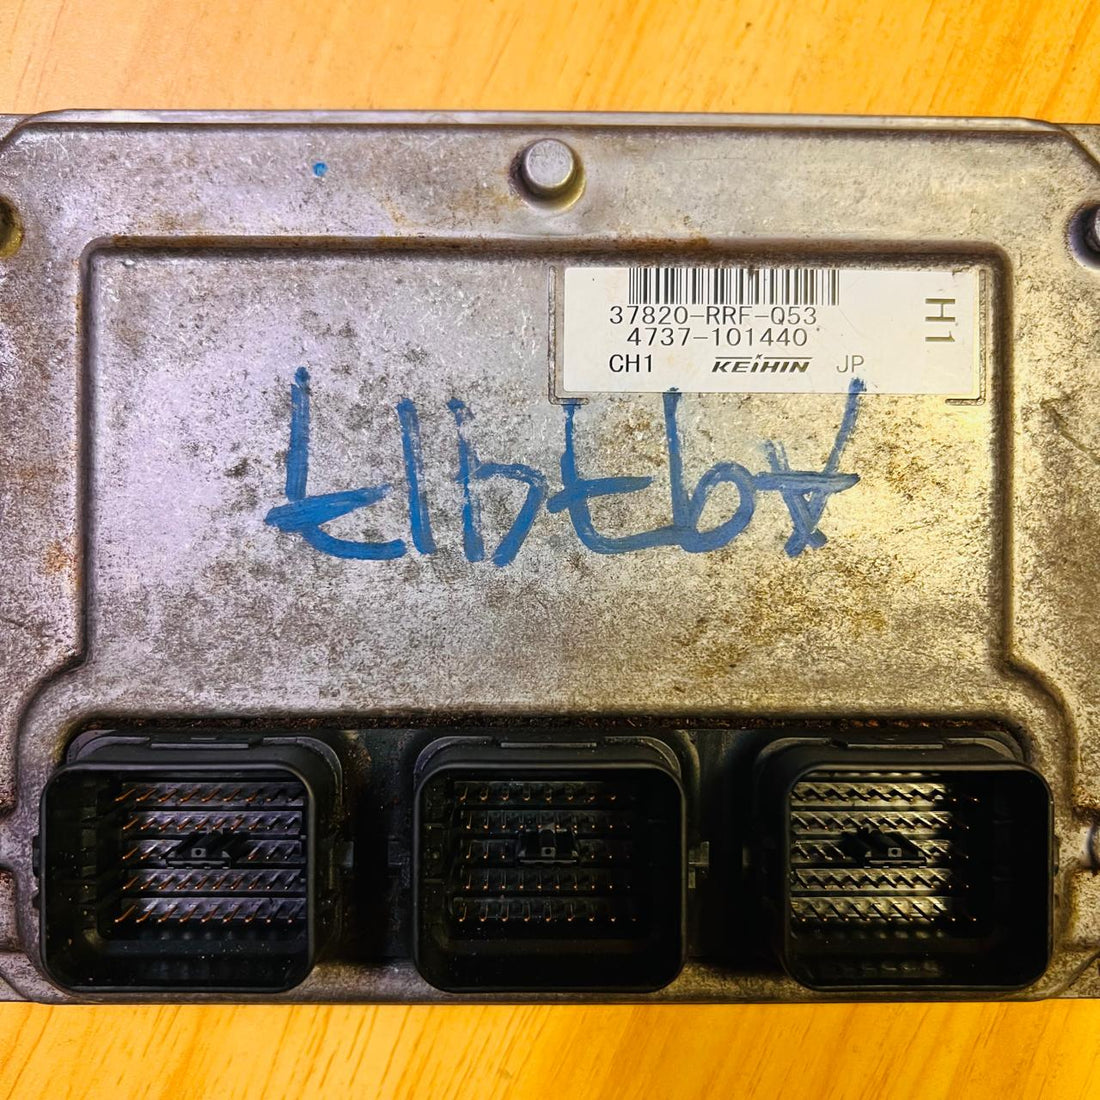 37820-RRF-Q53
4737-101440
CH1 KEIHIN JP
H1